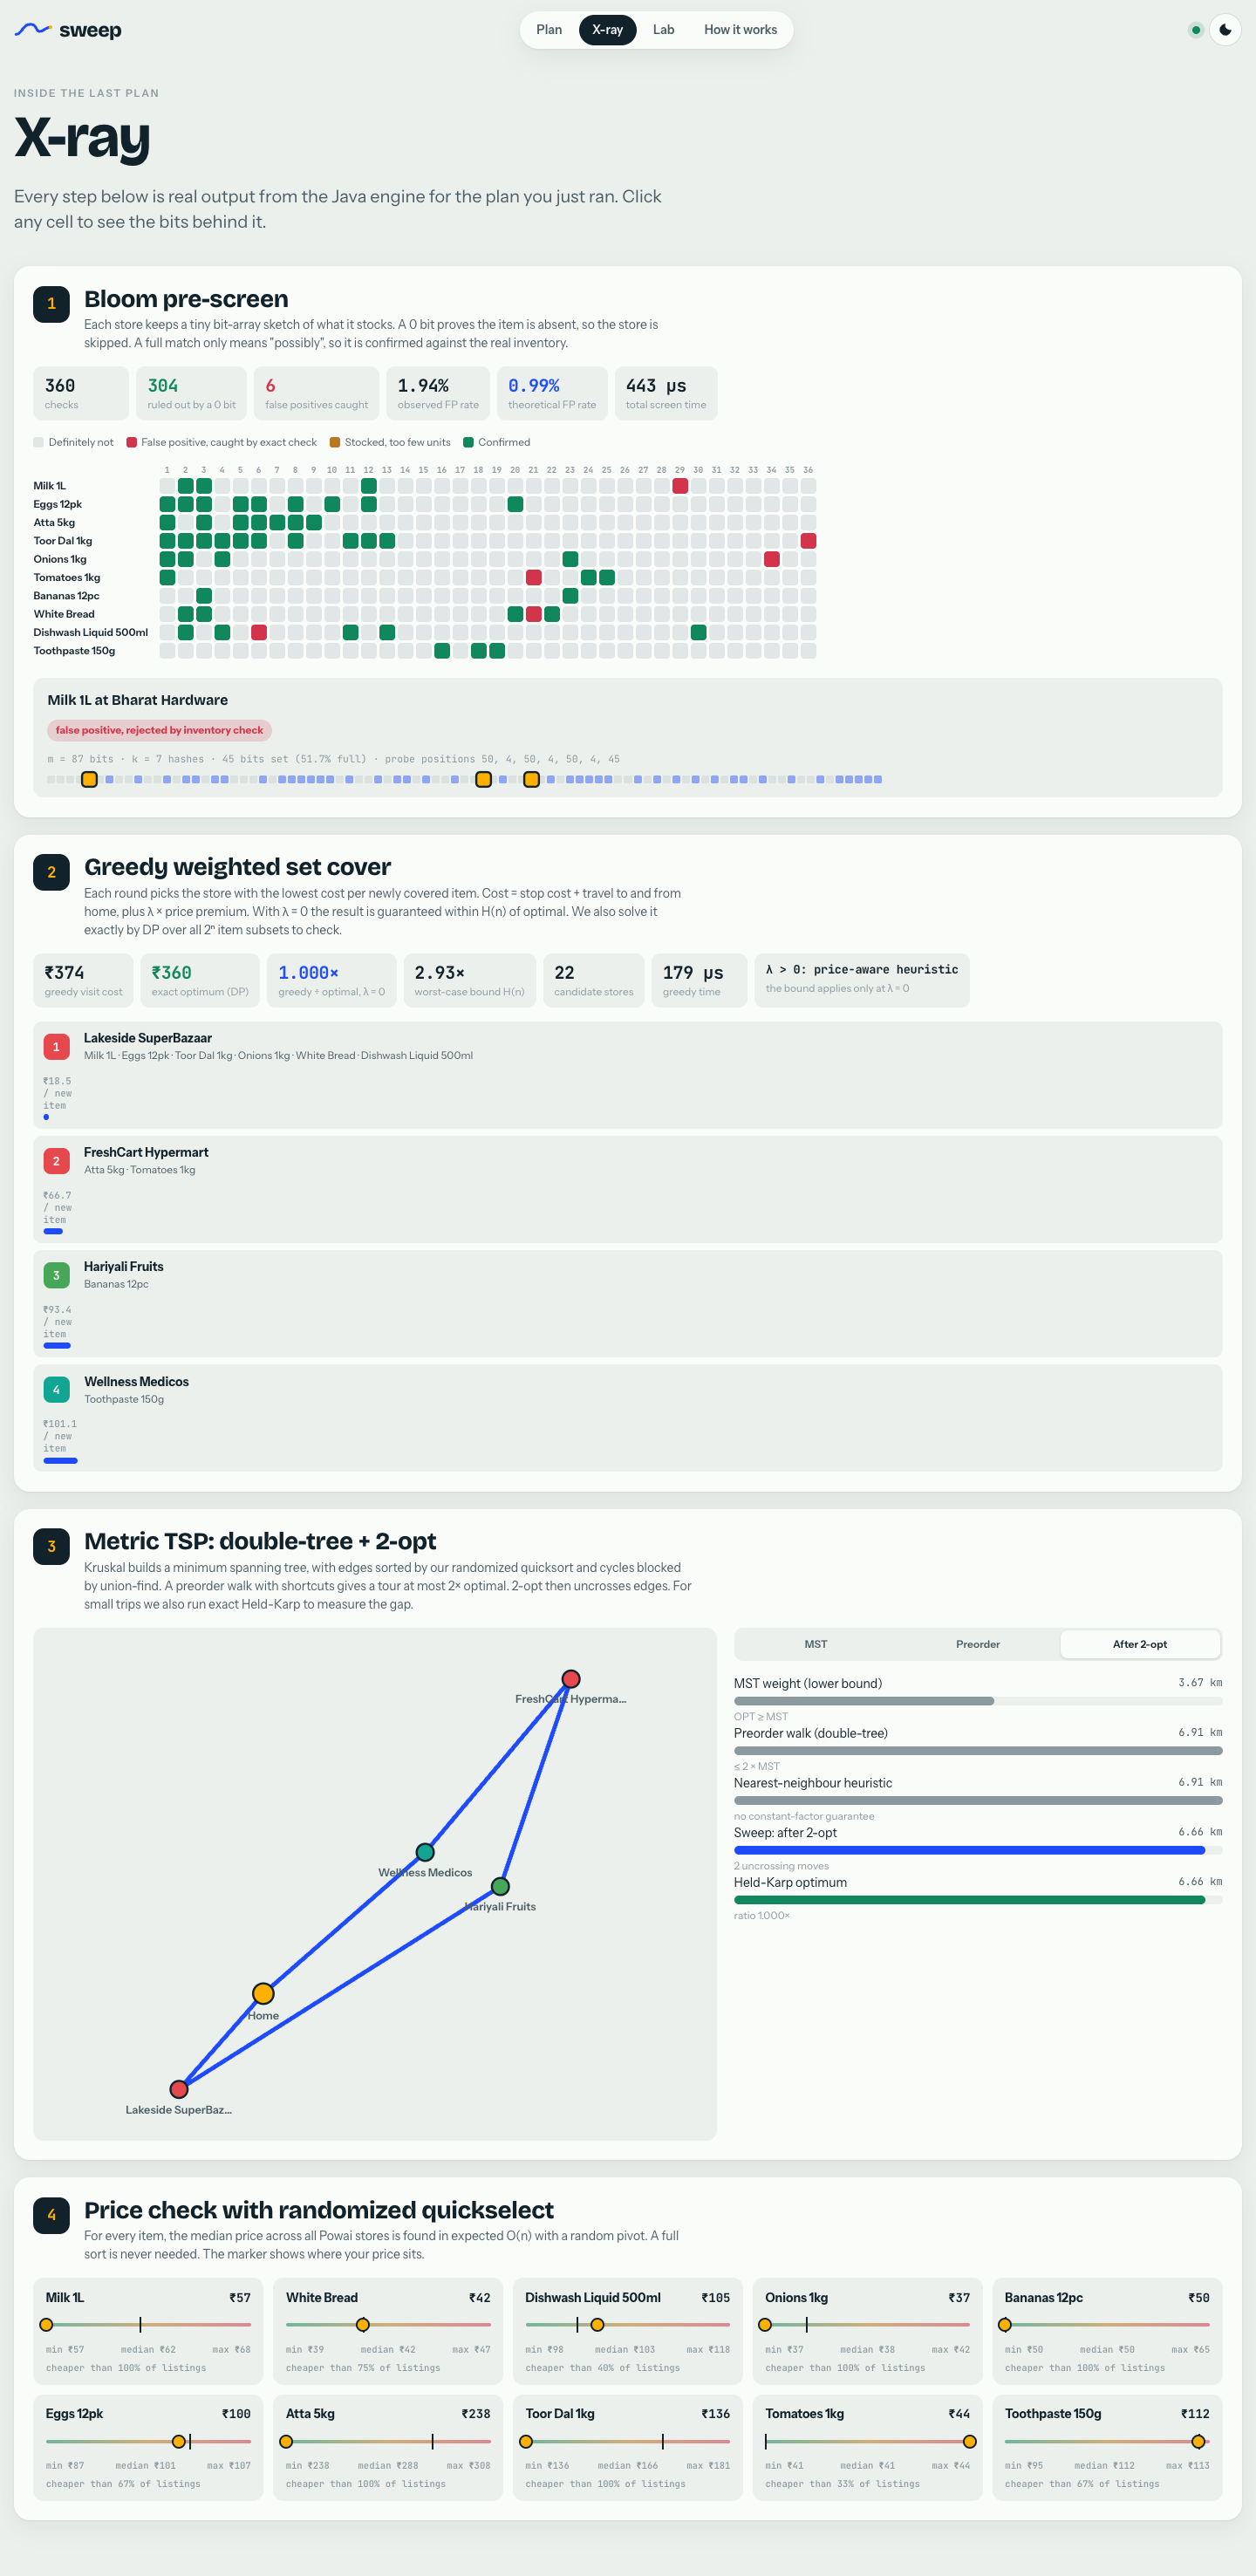 sweep
Plan
X-ray
Lab
How it works
INSIDE THE LAST PLAN
X-ray
Every step below is real output from the Java engine for the plan you just ran. Click
any cell to see the bits behind it.
1
Bloom pre-screen
Each store keeps a tiny bit-array sketch of what it stocks. A 0 bit proves the item is absent, so the store is
skipped. A full match only means "possibly", so it is confirmed against the real inventory.
360
checks
304
ruled out by a 0 bit
6
false positives caught
1.94%
observed FP rate
0.99%
theoretical FP rate
443 µs
total screen time
Definitely not
False positive, caught by exact check
Stocked, too few units
Confirmed
1 2 3 4 5 6 7 8 9 10 11 12 13 14 15 16 17 18 19 20 21 22 23 24 25 26 27 28 29 30 31 32 33 34 35 36
Milk 1L
Eggs 12pk
Atta 5kg
Toor Dal 1kg
Onions 1kg
Tomatoes 1kg
Bananas 12pc
White Bread
Dishwash Liquid 500ml
Toothpaste 150g
Milk 1L at Bharat Hardware
false positive, rejected by inventory check
m = 87 bits · k = 7 hashes · 45 bits set (51.7% full) · probe positions 50, 4, 50, 4, 50, 4, 45
2
Greedy weighted set cover
Each round picks the store with the lowest cost per newly covered item. Cost = stop cost + travel to and from
home, plus λ × price premium. With λ = 0 the result is guaranteed within H(n) of optimal. We also solve it
exactly by DP over all 2ⁿ item subsets to check.
₹374
greedy visit cost
₹360
exact optimum (DP)
1.000×
greedy ÷ optimal, λ = 0
2.93×
worst-case bound H(n)
22
candidate stores
179 µs
greedy time
λ > 0: price-aware heuristic
the bound applies only at λ = 0
1
Lakeside SuperBazaar
Milk 1L · Eggs 12pk · Toor Dal 1kg · Onions 1kg · White Bread · Dishwash Liquid 500ml
₹18.5
/ new
item
2
FreshCart Hypermart
Atta 5kg · Tomatoes 1kg
₹66.7
/ new
item
3
Hariyali Fruits
Bananas 12pc
₹93.4
/ new
item
4
Wellness Medicos
Toothpaste 150g
₹101.1
/ new
item
3
Metric TSP: double-tree + 2-opt
Kruskal builds a minimum spanning tree, with edges sorted by our randomized quicksort and cycles blocked
by union-find. A preorder walk with shortcuts gives a tour at most 2× optimal. 2-opt then uncrosses edges. For
small trips we also run exact Held-Karp to measure the gap.
FreshCart Hyperma…
Wellness Medicos
Hariyali Fruits
Home
Lakeside SuperBaz…
MST
Preorder
After 2-opt
MST weight (lower bound)
3.67 km
OPT ≥ MST
Preorder walk (double-tree)
6.91 km
≤ 2 × MST
Nearest-neighbour heuristic
6.91 km
no constant-factor guarantee
Sweep: after 2-opt
6.66 km
2 uncrossing moves
Held-Karp optimum
6.66 km
ratio 1.000×
4
Price check with randomized quickselect
For every item, the median price across all Powai stores is found in expected O(n) with a random pivot. A full
sort is never needed. The marker shows where your price sits.
Milk 1L ₹57
min ₹57 median ₹62 max ₹68
cheaper than 100% of listings
White Bread ₹42
min ₹39 median ₹42 max ₹47
cheaper than 75% of listings
Dishwash Liquid 500ml ₹105
min ₹98 median ₹103 max ₹118
cheaper than 40% of listings
Onions 1kg ₹37
min ₹37 median ₹38 max ₹42
cheaper than 100% of listings
Bananas 12pc ₹50
min ₹50 median ₹50 max ₹65
cheaper than 100% of listings
Eggs 12pk ₹100
min ₹87 median ₹101 max ₹107
cheaper than 67% of listings
Atta 5kg ₹238
min ₹238 median ₹288 max ₹308
cheaper than 100% of listings
Toor Dal 1kg ₹136
min ₹136 median ₹166 max ₹181
cheaper than 100% of listings
Tomatoes 1kg ₹44
min ₹41 median ₹41 max ₹44
cheaper than 33% of listings
Toothpaste 150g ₹112
min ₹95 median ₹112 max ₹113
cheaper than 67% of listings